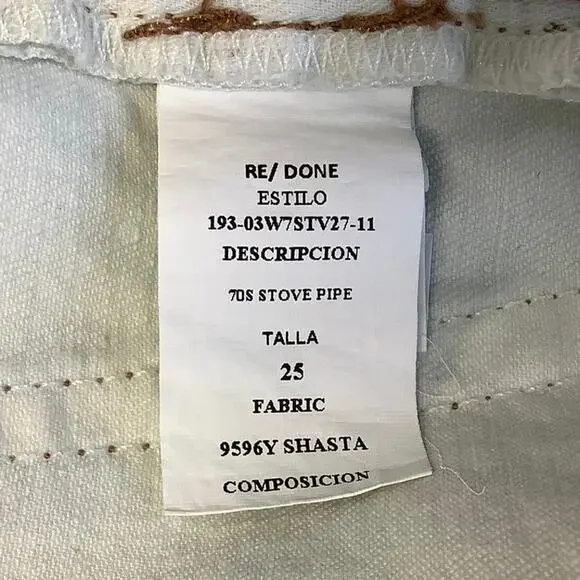 RE/ DONE
ESTILO
193-03W7STV27-11
DESCRIPCION
70S STOVE PIPE
TALLA
25
FABRIC
9596Y SHASTA
COMPOSICION